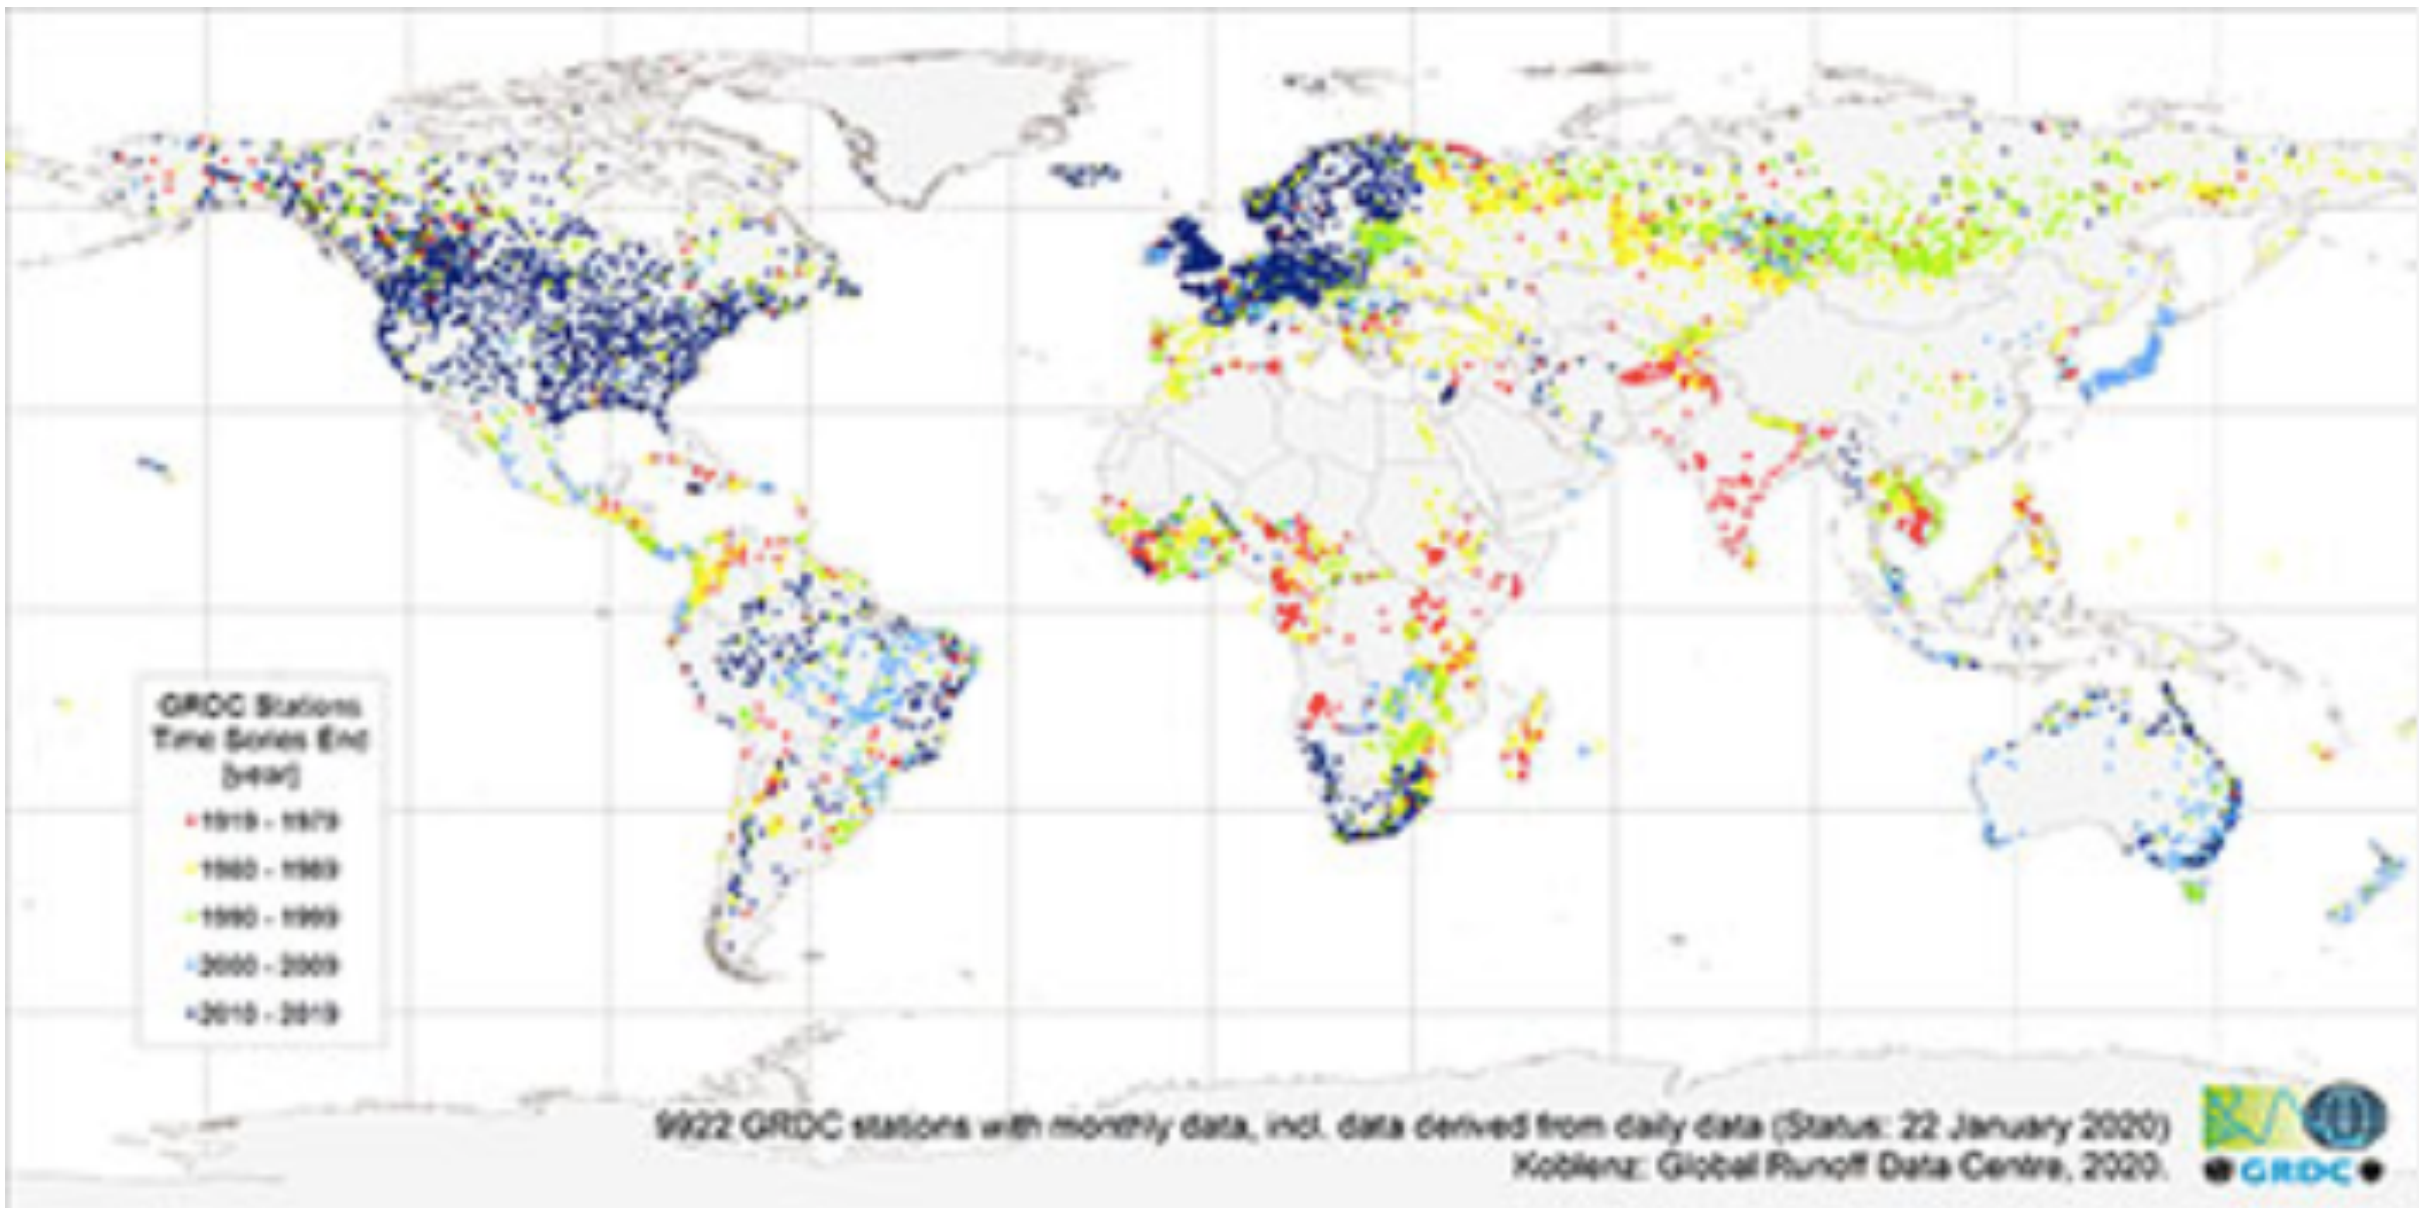 GRDC Stations
Time Series End
[year]
1919 - 1979
1980 - 1989
1990 - 1999
2000 - 2009
2010 - 2019
9922 GRDC stations with monthly data, incl. data derived from daily data (Status: 22 January 2020)
Koblenz: Global Runoff Data Centre, 2020.
GRDC